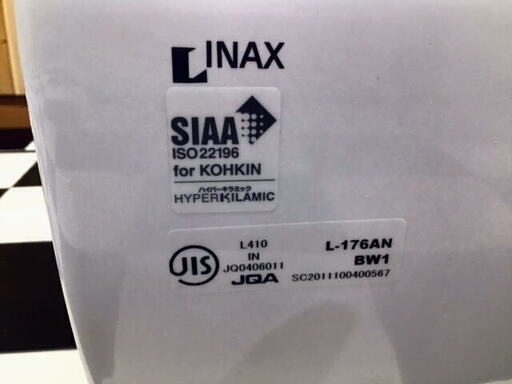 INAX
SIAA
ISO22196
for KOHKIN
ハイパーキラミック
HYPERKILAMIC
JIS
L410
IN
JQ0406011
JQA
L-176AN
BW1
SC2011100400567